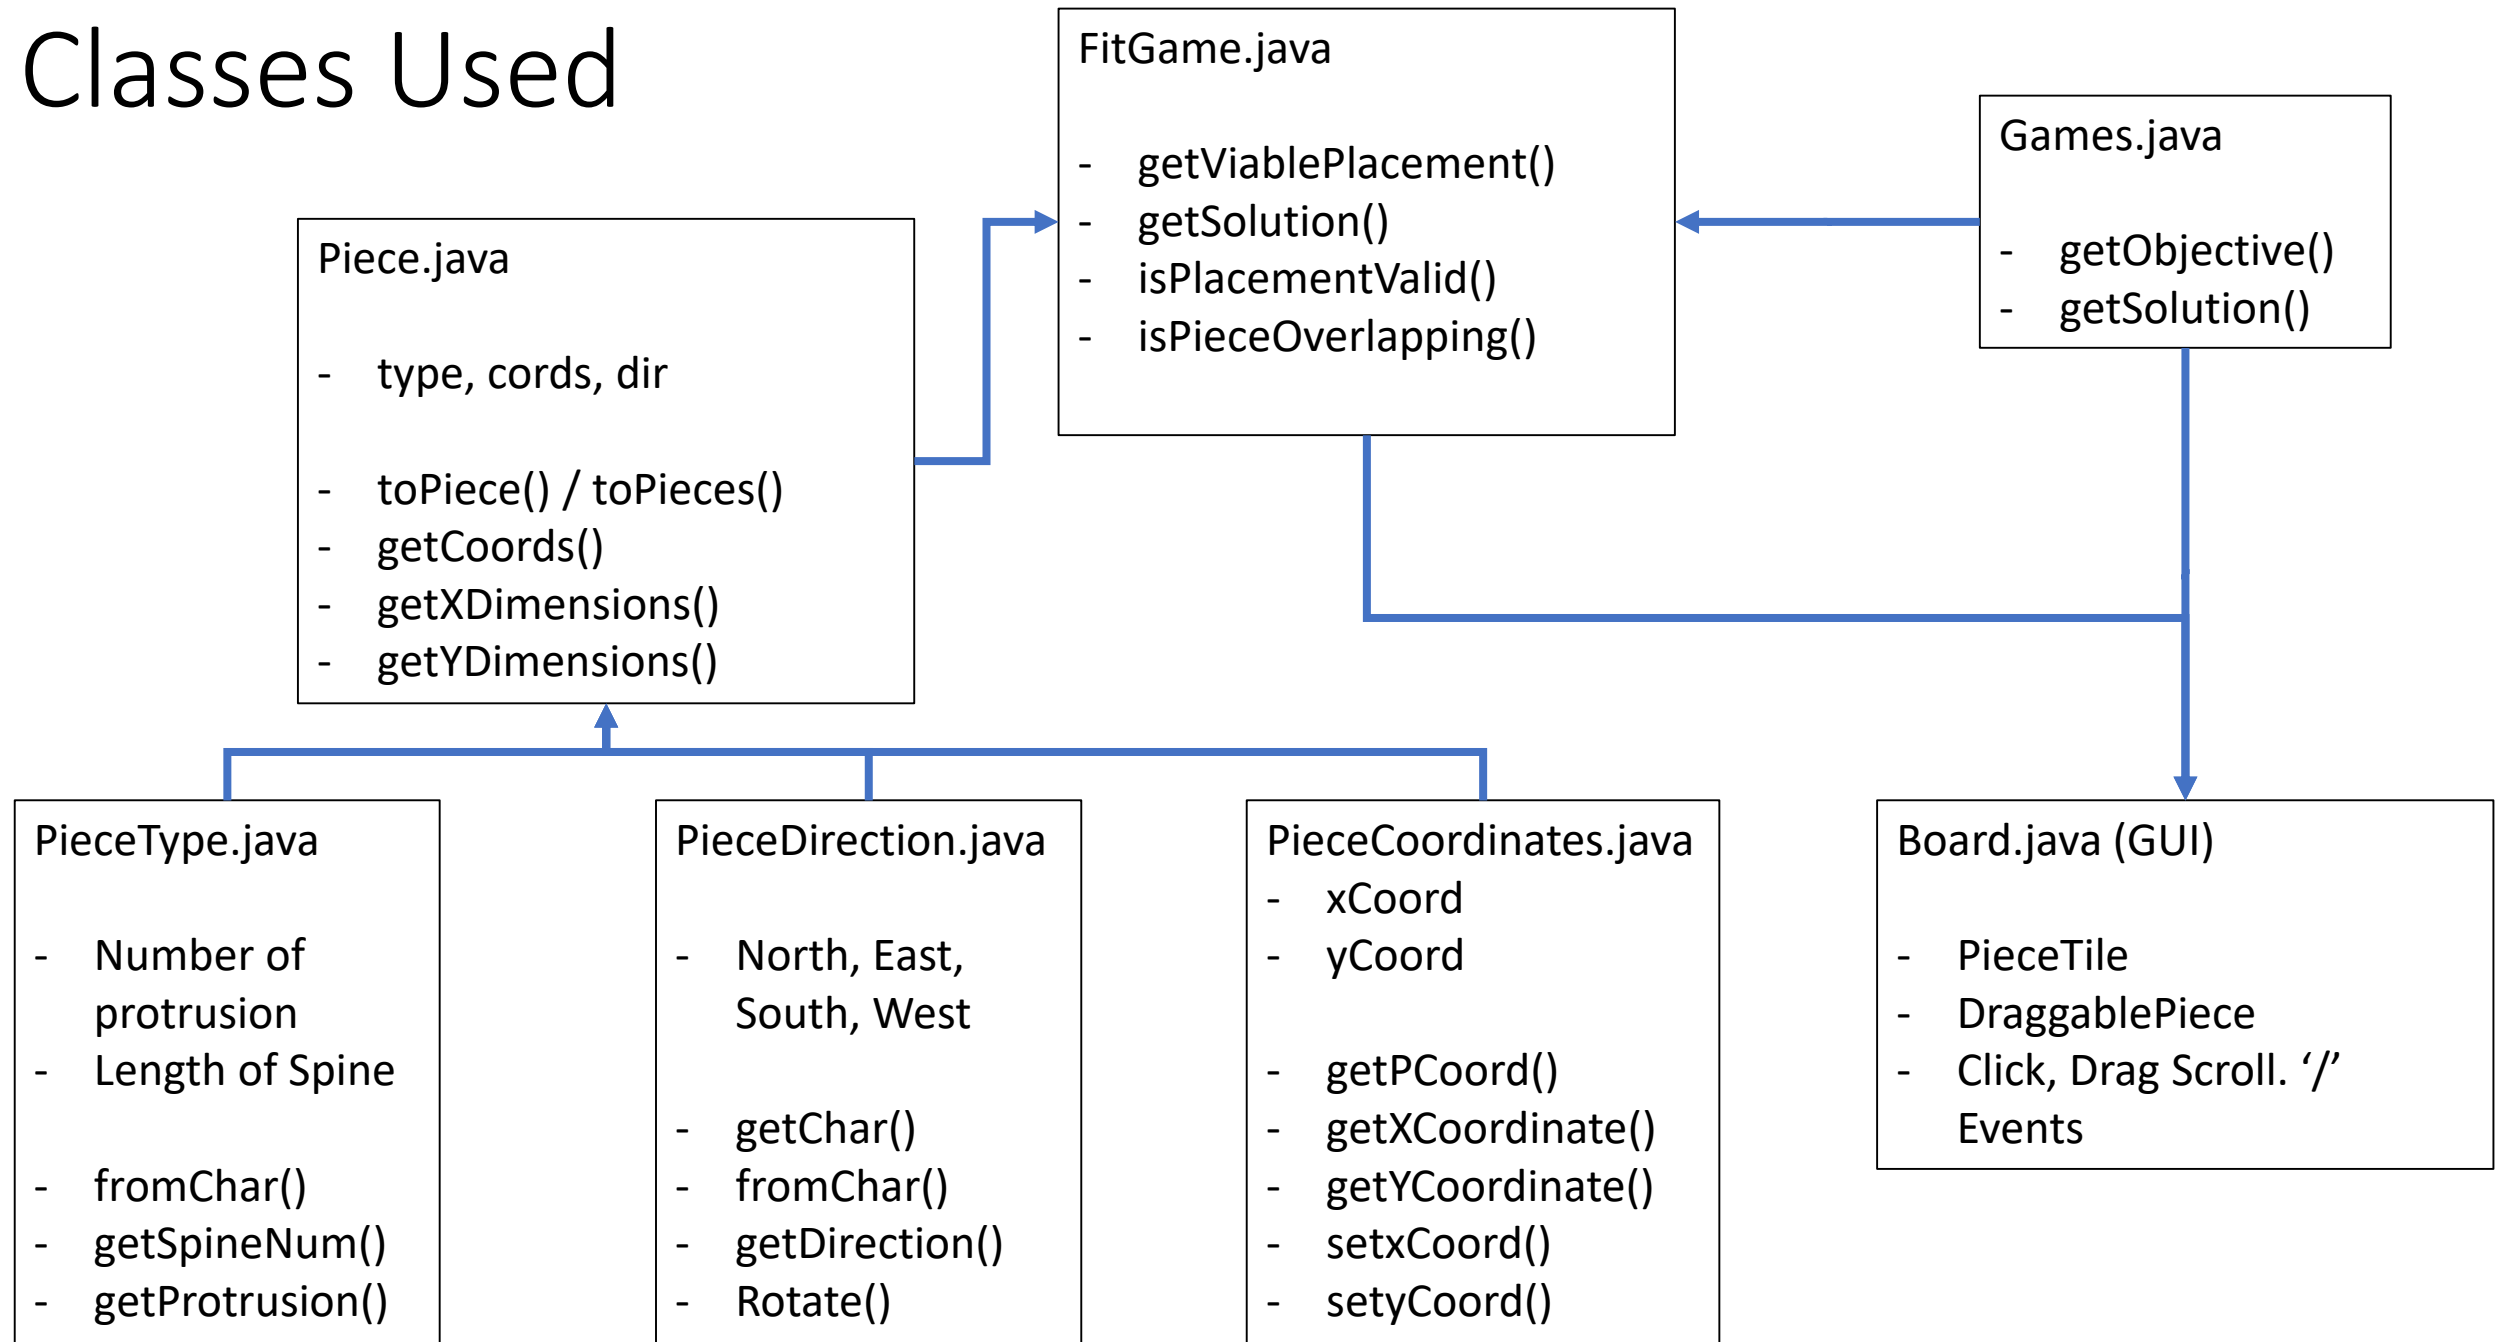 Classes Used
FitGame.java
- getViablePlacement()
- getSolution()
- isPlacementValid()
- isPieceOverlapping()
Games.java
- getObjective()
- getSolution()
Piece.java
- type, cords, dir
- toPiece() / toPieces()
- getCoords()
- getXDimensions()
- getYDimensions()
PieceType.java
- Number of
protrusion
- Length of Spine
- fromChar()
- getSpineNum()
- getProtrusion()
PieceDirection.java
- North, East,
South, West
- getChar()
- fromChar()
- getDirection()
- Rotate()
PieceCoordinates.java
- xCoord
- yCoord
- getPCoord()
- getXCoordinate()
- getYCoordinate()
- setxCoord()
- setyCoord()
Board.java (GUI)
- PieceTile
- DraggablePiece
- Click, Drag Scroll. ‘/’
Events